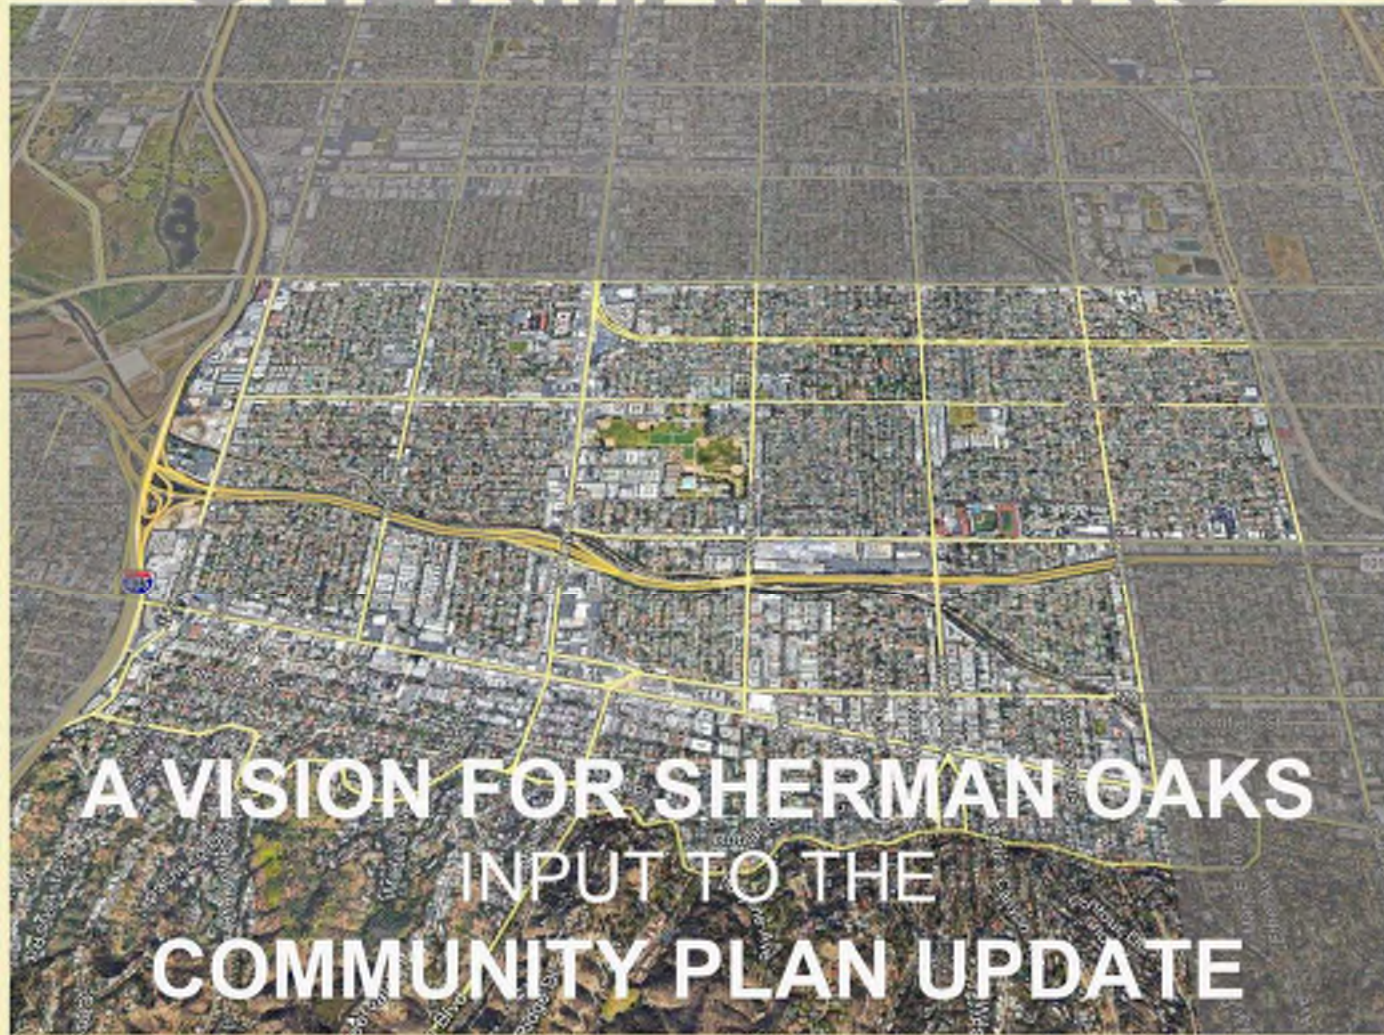 A VISION FOR SHERMAN OAKS
INPUT TO THE
COMMUNITY PLAN UPDATE